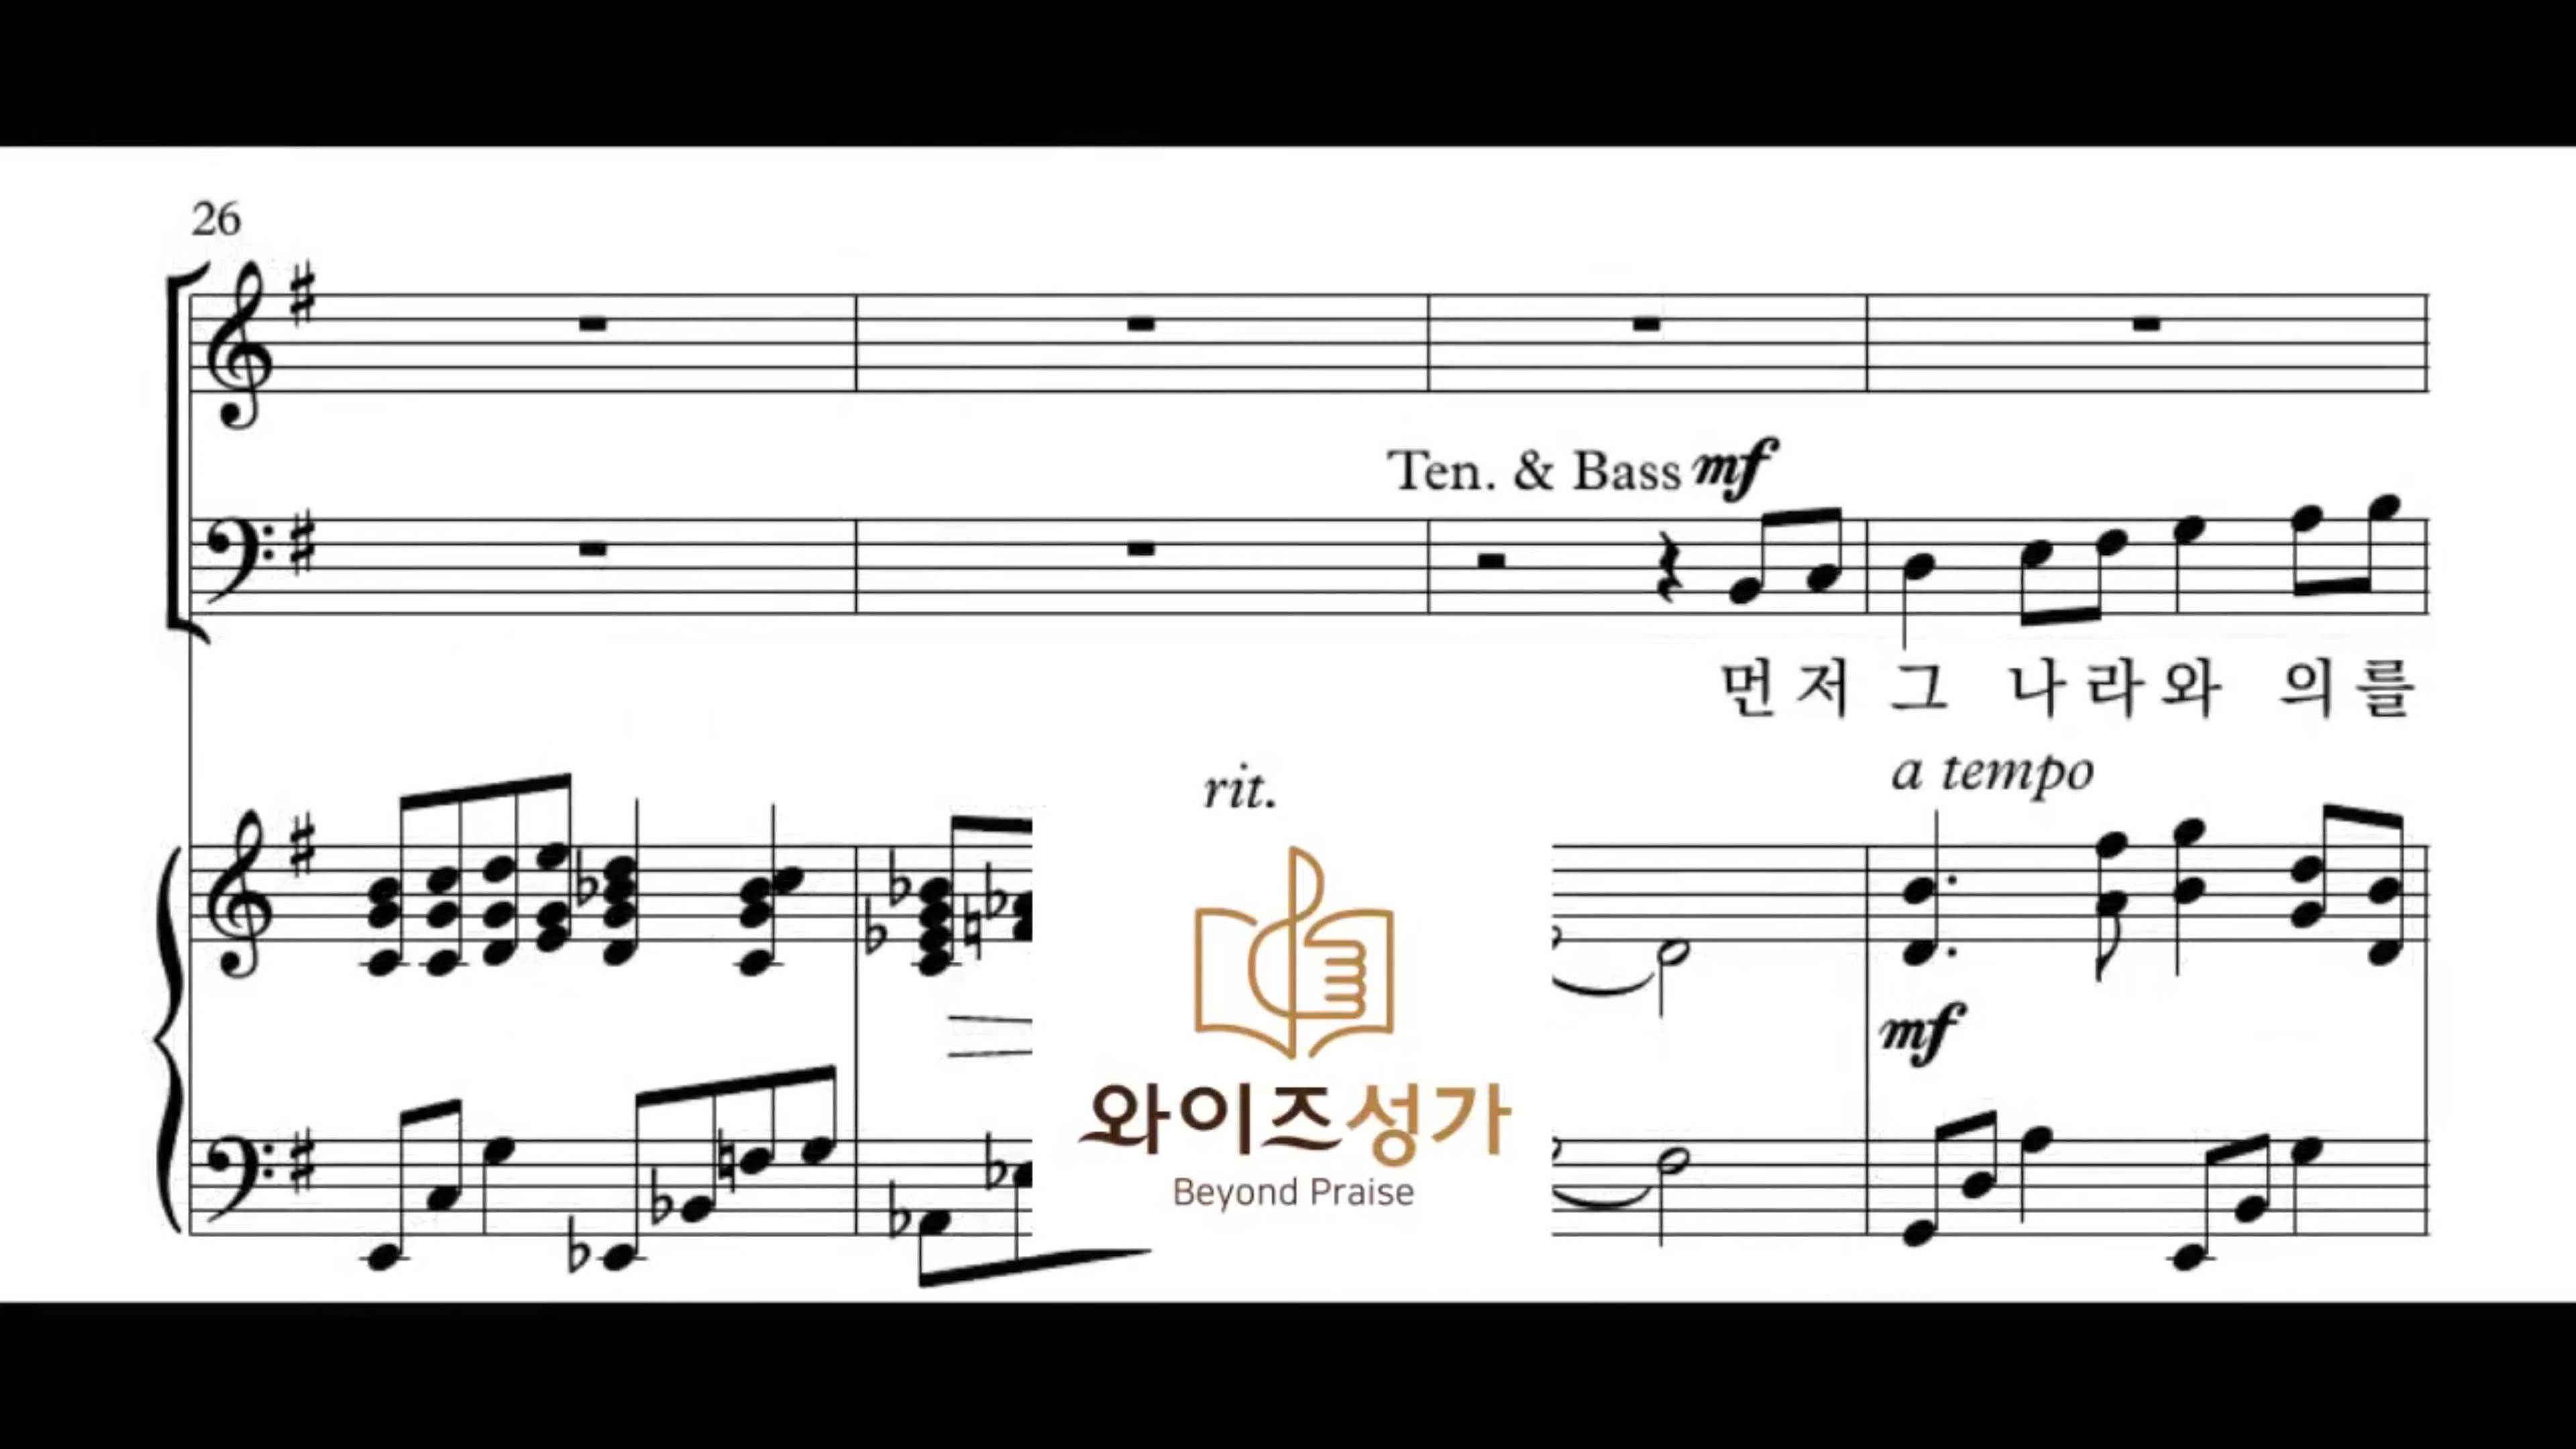 26
Ten. & Bass mf
먼저 그 나라와 의를
rit.
a tempo
mf
와이즈성가
Beyond Praise